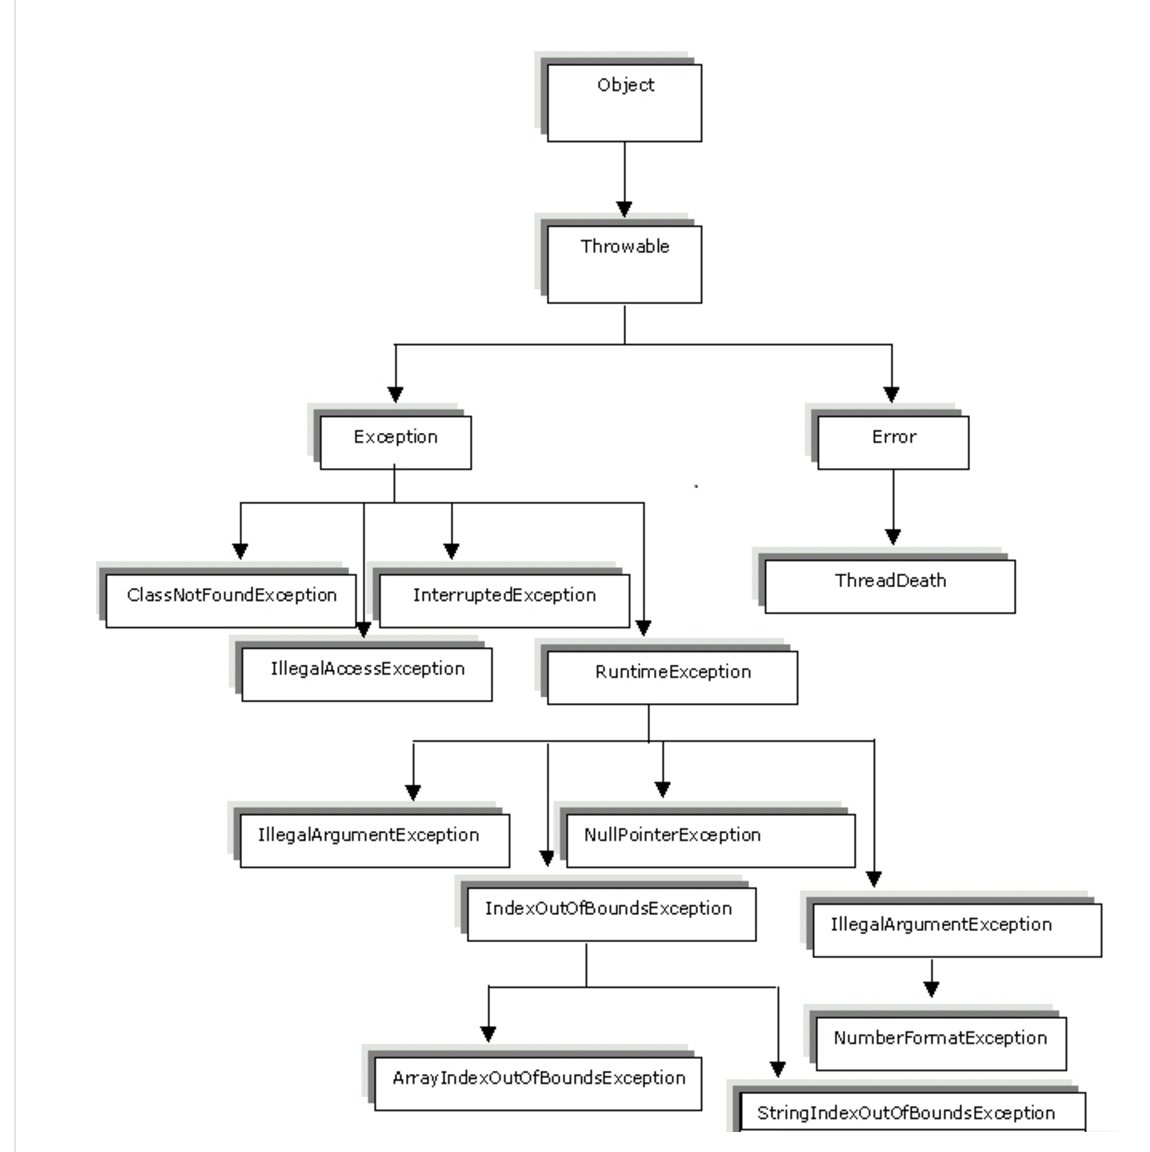 Object
Throwable
Exception
Error
ClassNotFoundException
InterruptedException
ThreadDeath
IllegalAccessException
RuntimeException
IllegalArgumentException
NullPointerException
IndexOutOfBoundsException
IllegalArgumentException
NumberFormatException
ArrayIndexOutOfBoundsException
StringIndexOutOfBoundsException